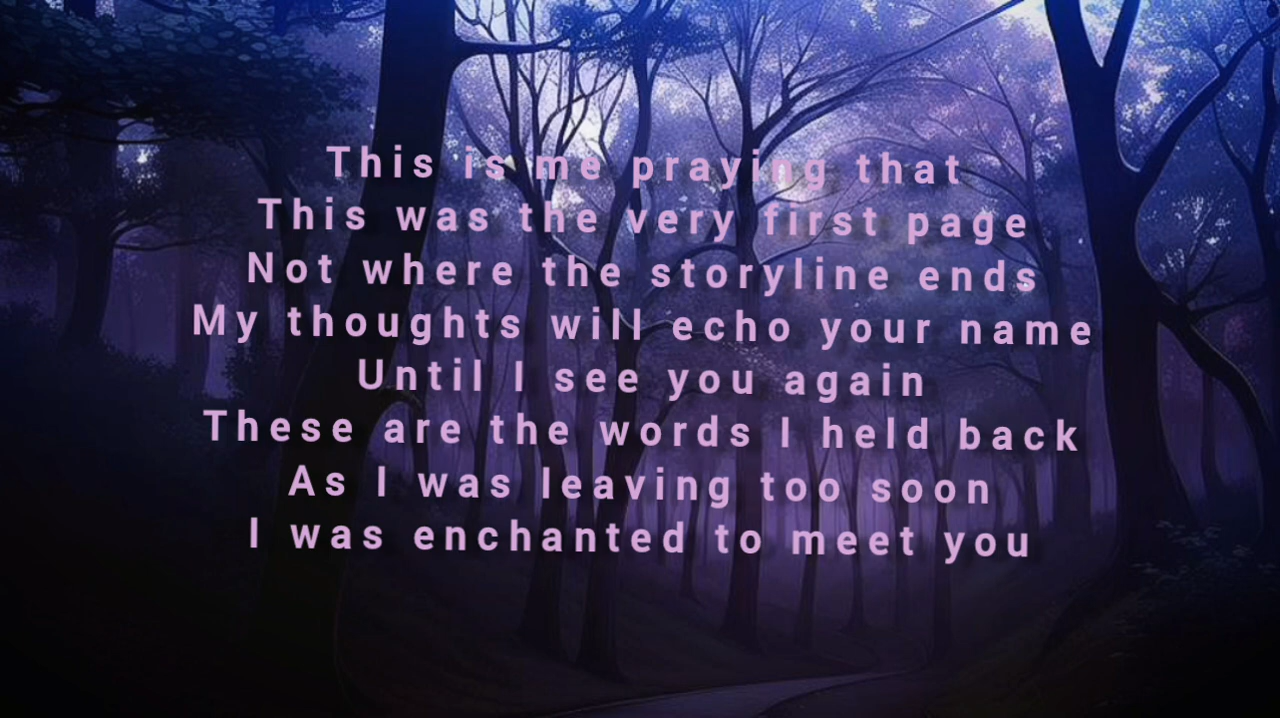 This is me praying that
This was the very first page
Not where the storyline ends
My thoughts will echo your name
Until I see you again
These are the words I held back
As I was leaving too soon
I was enchanted to meet you